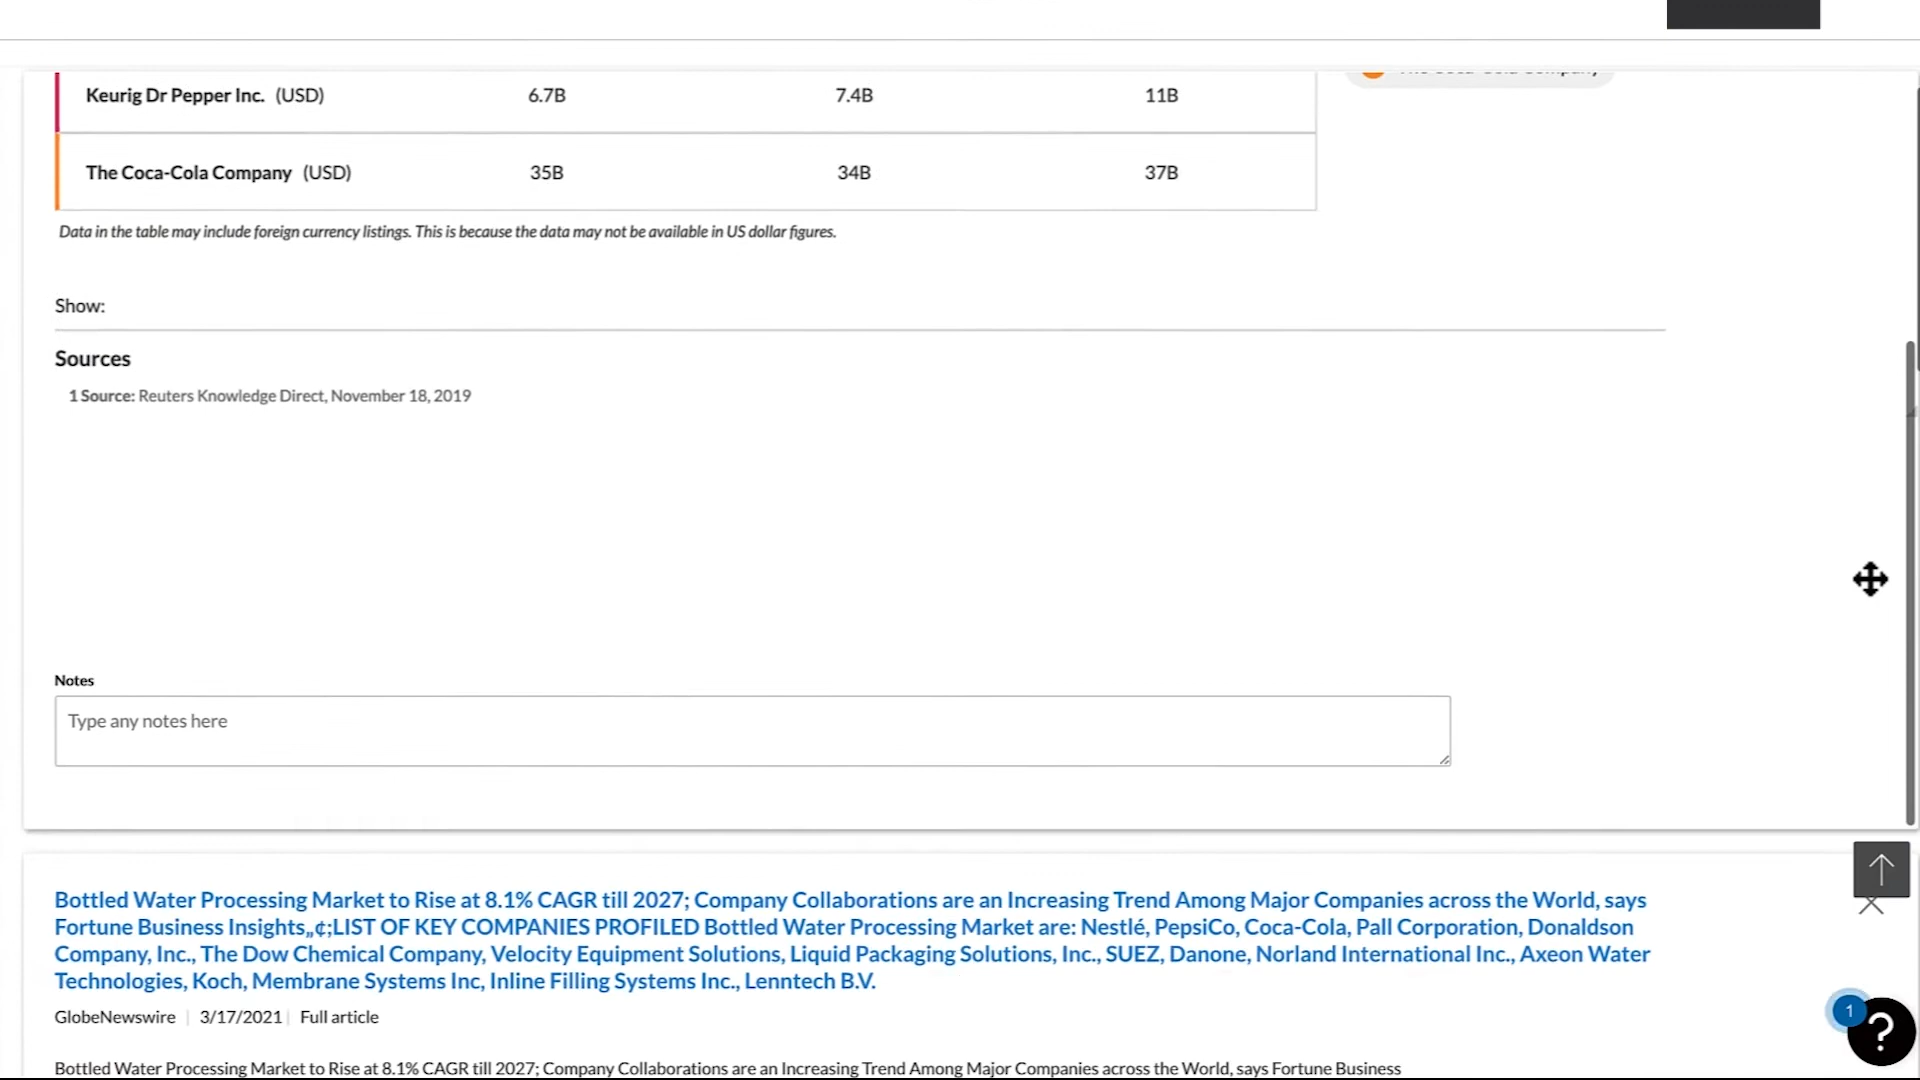 The Coca-Cola Company
Keurig Dr Pepper Inc. (USD) 6.7B 7.4B 11B
The Coca-Cola Company (USD) 35B 34B 37B
Data in the table may include foreign currency listings. This is because the data may not be available in US dollar figures.
Show:
Sources
1 Source: Reuters Knowledge Direct, November 18, 2019
Notes
Type any notes here
Bottled Water Processing Market to Rise at 8.1% CAGR till 2027; Company Collaborations are an Increasing Trend Among Major Companies across the World, says
Fortune Business Insights„¢;LIST OF KEY COMPANIES PROFILED Bottled Water Processing Market are: Nestlé, PepsiCo, Coca-Cola, Pall Corporation, Donaldson
Company, Inc., The Dow Chemical Company, Velocity Equipment Solutions, Liquid Packaging Solutions, Inc., SUEZ, Danone, Norland International Inc., Axeon Water
Technologies, Koch, Membrane Systems Inc, Inline Filling Systems Inc., Lenntech B.V.
GlobeNewswire | 3/17/2021 | Full article
1
?
Bottled Water Processing Market to Rise at 8.1% CAGR till 2027; Company Collaborations are an Increasing Trend Among Major Companies across the World, says Fortune Business